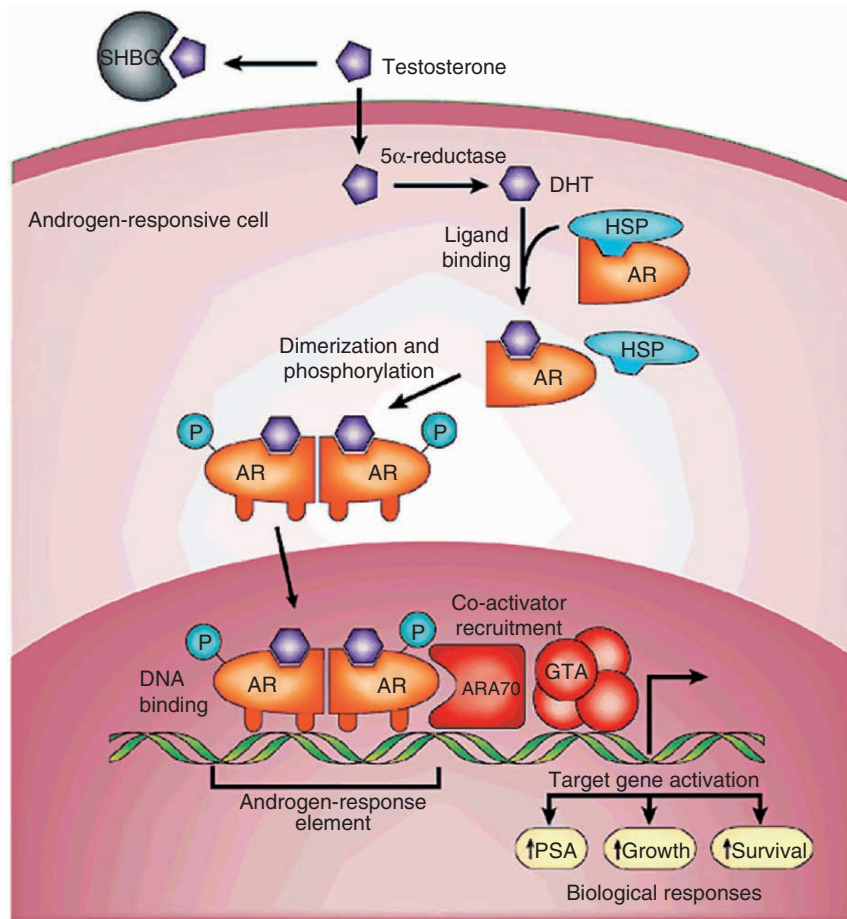 SHBG
Testosterone
5α-reductase
DHT
Androgen-responsive cell
Ligand
binding
HSP
AR
AR
HSP
Dimerization and
phosphorylation
P
AR
AR
P
Co-activator
recruitment
P
P
DNA
binding
AR
AR
ARA70
GTA
Androgen-response
element
Target gene activation
↑PSA
↑Growth
↑Survival
Biological responses